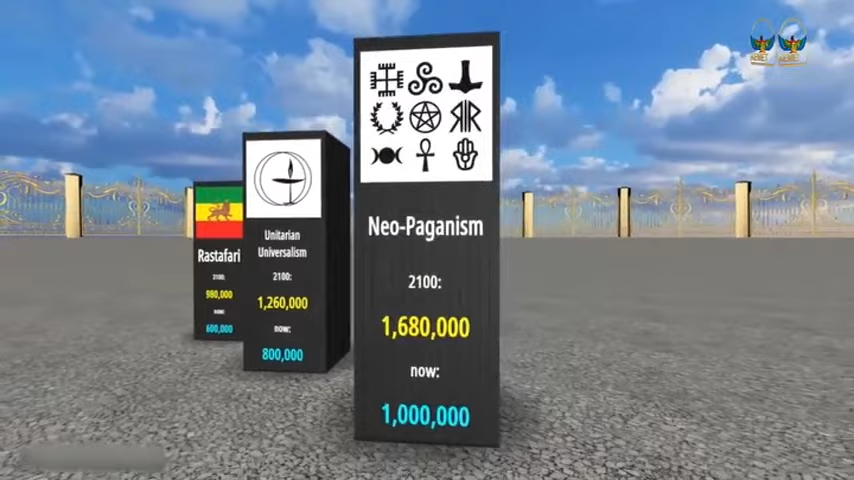 Rastafari
2100:
980,000
now:
600,000
Unitarian
Universalism
2100:
1,260,000
now:
800,000
Neo-Paganism
2100:
1,680,000
now:
1,000,000